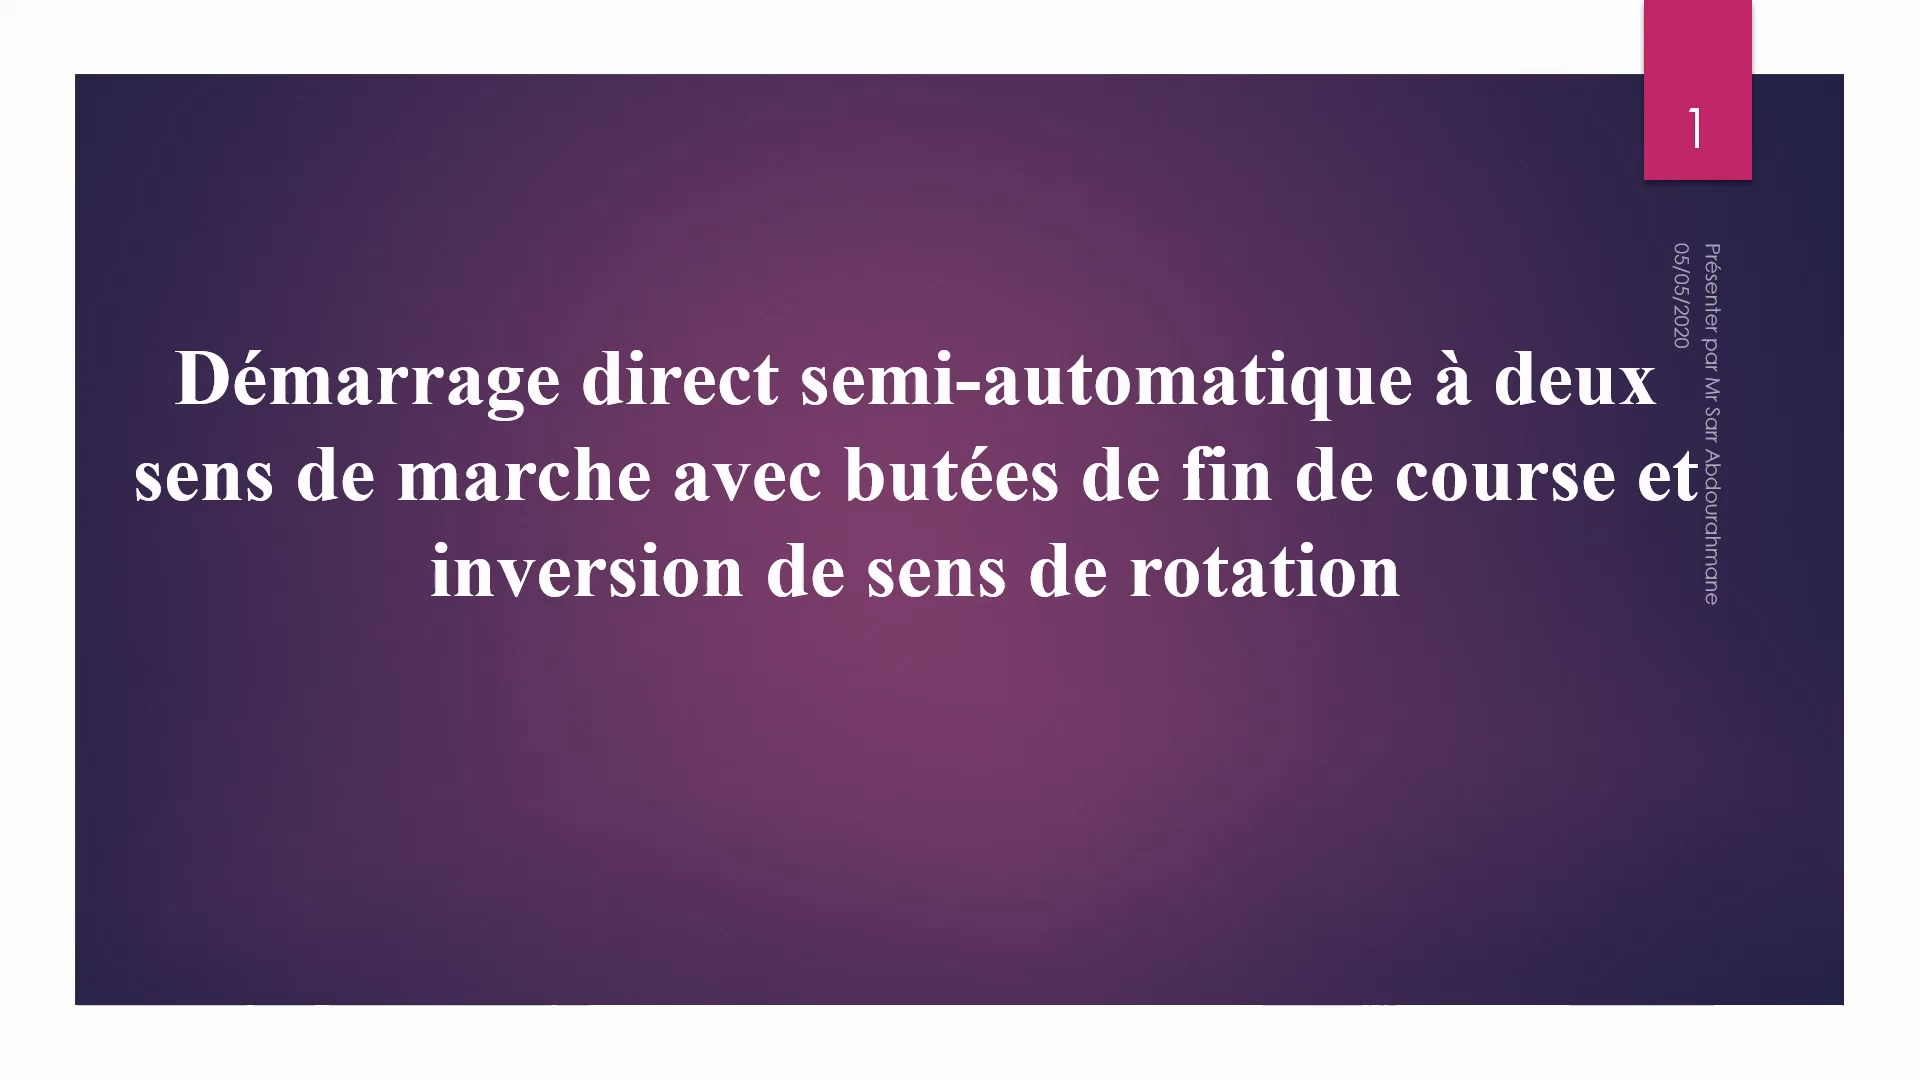 1
Démarrage direct semi-automatique à deux
sens de marche avec butées de fin de course et
inversion de sens de rotation
Présenter par Mr Sarr Abdourahmane
05/05/2020